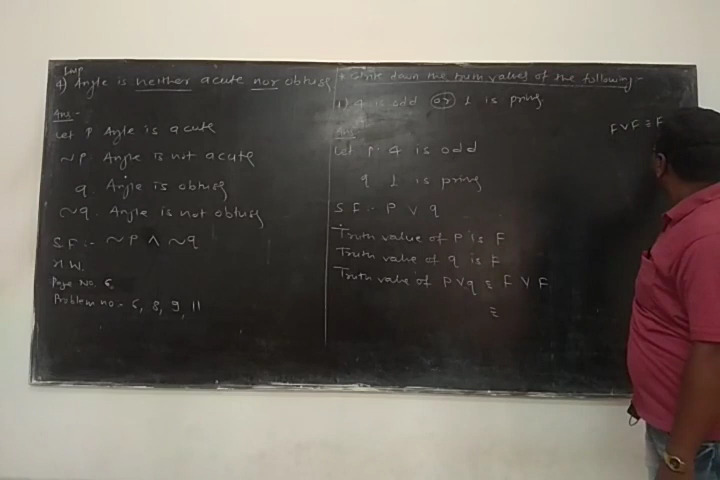 Imp
4) Angle is neither acute nor obtuse
Ans:-
Let P Angle is acute
~P. Angle is not acute
q. Angle is obtuse
~q. Angle is not obtuse
S.F:- ~P ∧ ~q
H.W.
Page No. 6,
Problem no:- 6, 8, 9, 11
* Write down the truth values of the following:-
1) 4 is odd or 1 is prime
Ans
Let P. 4 is odd
q 1 is prime
S F:- P ∨ q
Truth value of P is F
Truth value of q is F
Truth value of P∨q ≡ F ∨ F
≡
F∨F ≡ F